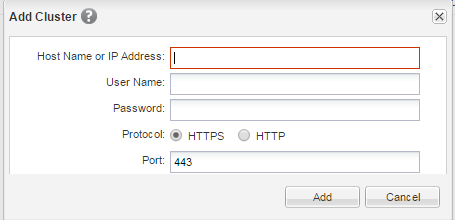 Add Cluster ?
Host Name or IP Address:
User Name:
Password:
Protocol: HTTPS HTTP
Port: 443
Add Cancel